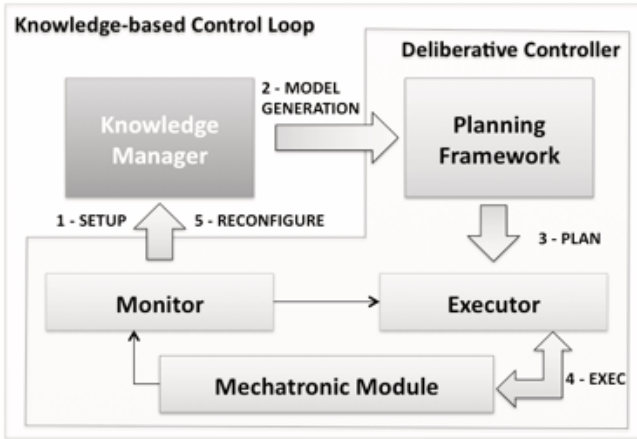 Knowledge-based Control Loop
Deliberative Controller
2 - MODEL
GENERATION
Knowledge
Manager
Planning
Framework
1 - SETUP
5 - RECONFIGURE
3 - PLAN
Monitor
Executor
Mechatronic Module
4 - EXEC